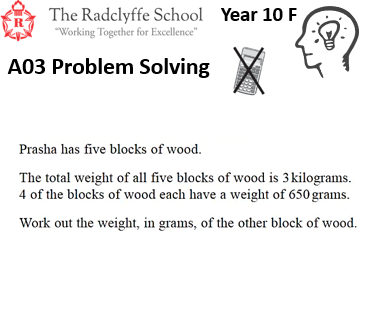 The Radclyffe School
Year 10 F
R
"Working Together for Excellence"
A03 Problem Solving
Prasha has five blocks of wood.
The total weight of all five blocks of wood is 3 kilograms.
4 of the blocks of wood each have a weight of 650 grams.
Work out the weight, in grams, of the other block of wood.